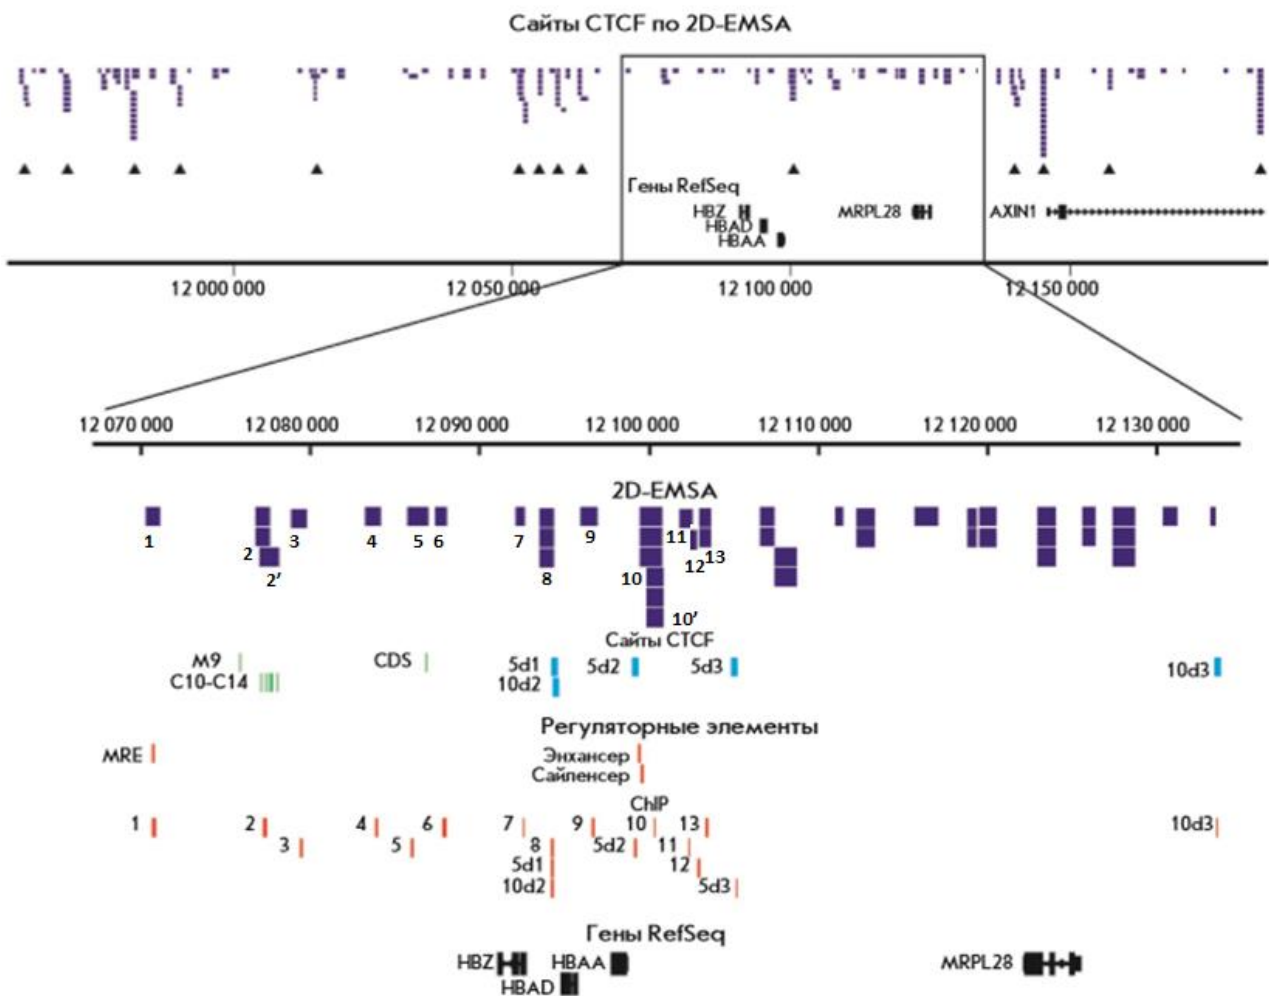 Сайты CTCF по 2D-EMSA
Гены RefSeq
HBZ
MRPL28
AXIN1
HBAD
HBAA
12 000 000
12 050 000
12 100 000
12 150 000
12 070 000
12 080 000
12 090 000
12 100 000
12 110 000
12 120 000
12 130 000
2D-EMSA
1
2
2’
3
4
5
6
7
8
9
10
10’
11
12
13
Сайты CTCF
M9
CDS
5d1
5d2
5d3
10d3
C10-C14
10d2
Регуляторные элементы
MRE
Энхансер
Сайленсер
ChIP
1
2
4
6
7
9
10
13
10d3
3
5
8
5d2
11
5d1
12
10d2
5d3
Гены RefSeq
HBZ
HBAA
MRPL28
HBAD